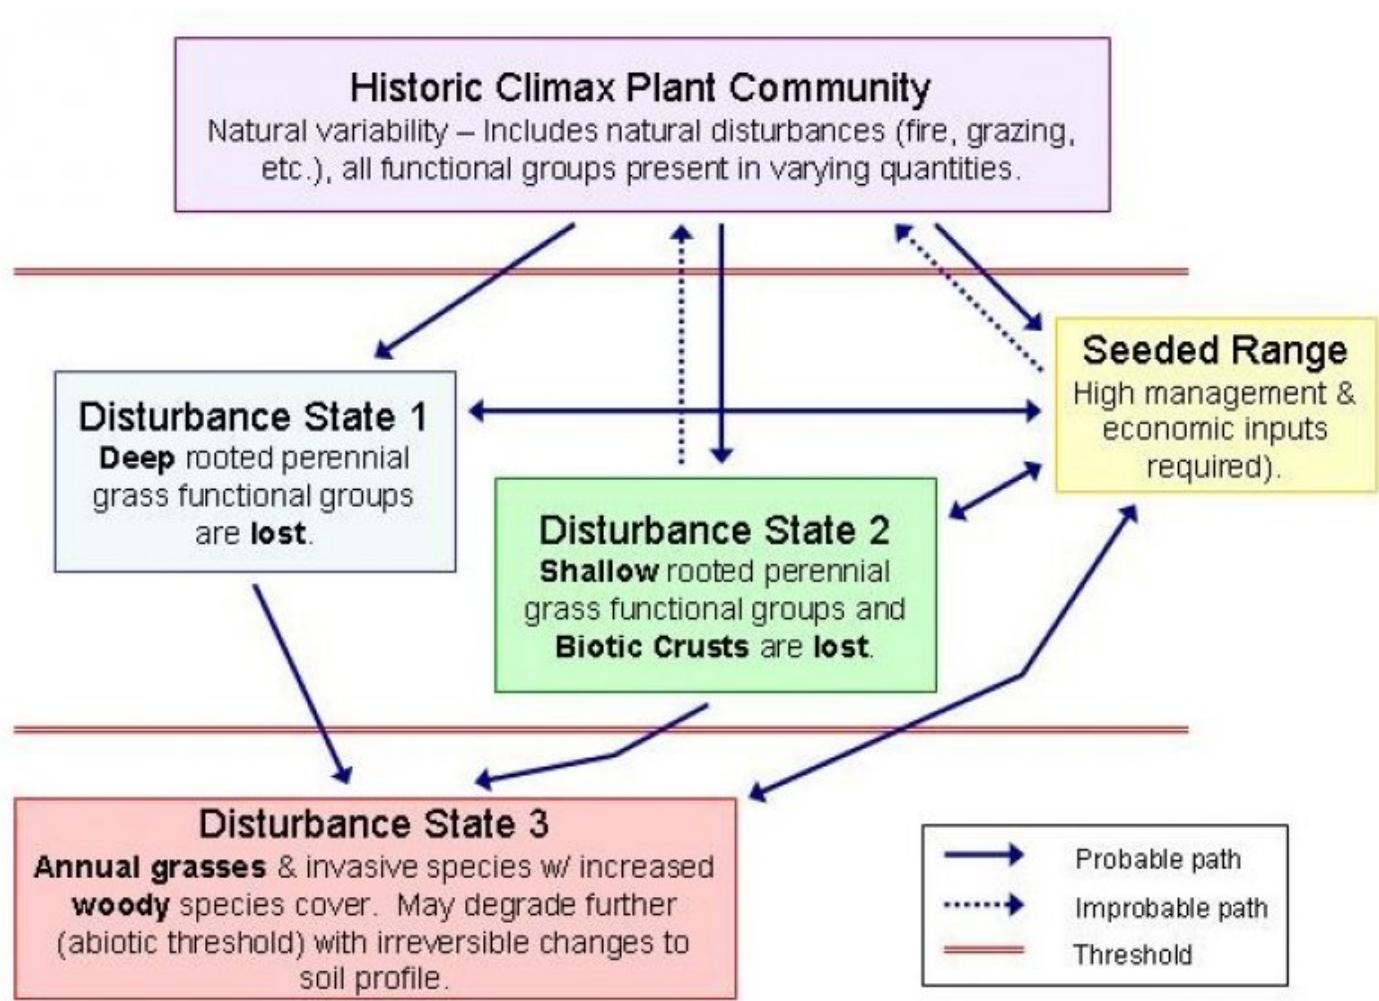 Historic Climax Plant Community
Natural variability – Includes natural disturbances (fire, grazing,
etc.), all functional groups present in varying quantities.
Seeded Range
High management &
economic inputs
required).
Disturbance State 1
Deep rooted perennial
grass functional groups
are lost.
Disturbance State 2
Shallow rooted perennial
grass functional groups and
Biotic Crusts are lost.
Disturbance State 3
Annual grasses & invasive species w/ increased
woody species cover. May degrade further
(abiotic threshold) with irreversible changes to
soil profile.
Probable path
Improbable path
Threshold